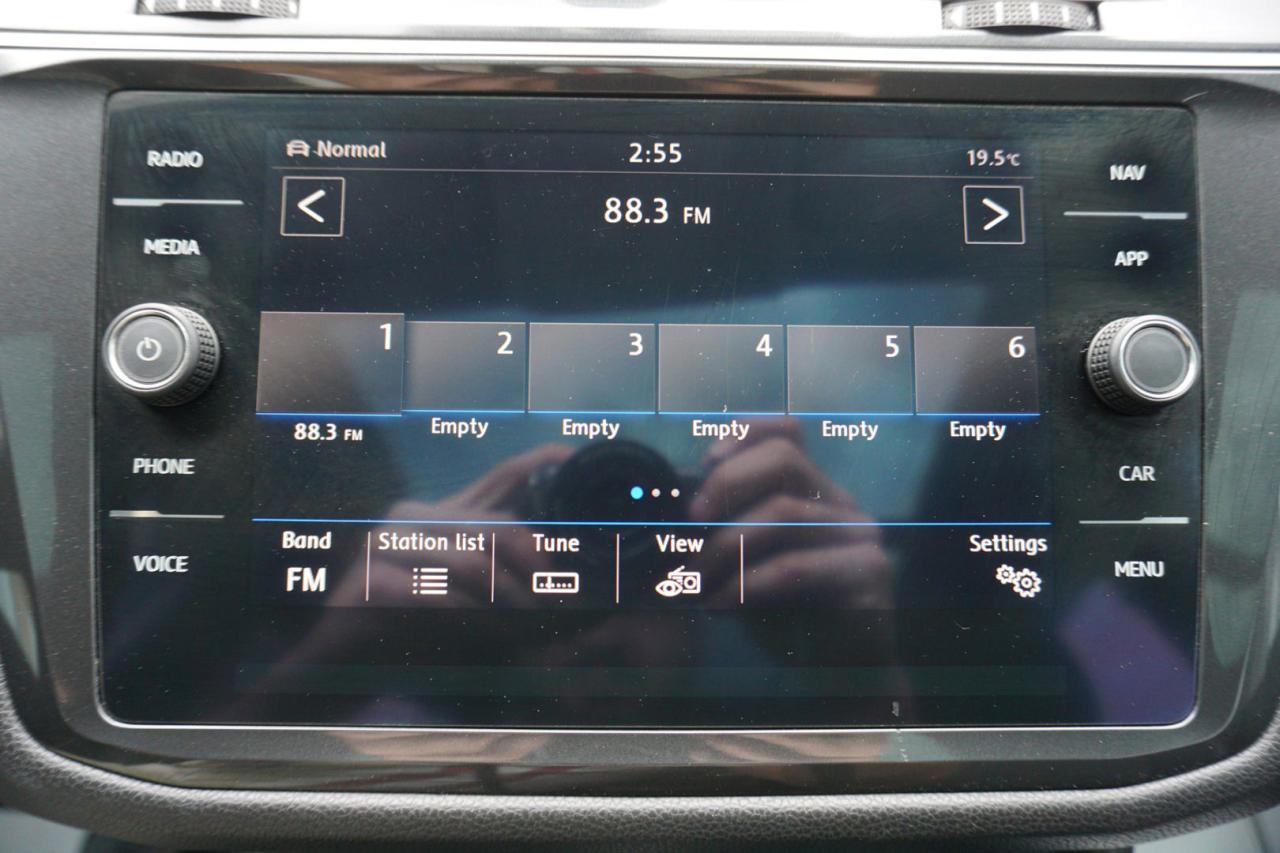 RADIO
MEDIA
PHONE
VOICE
Normal
2:55
19.5°C
88.3 FM
1
2
3
4
5
6
88.3 FM
Empty
Empty
Empty
Empty
Empty
Band
FM
Station list
Tune
View
Settings
NAV
APP
CAR
MENU